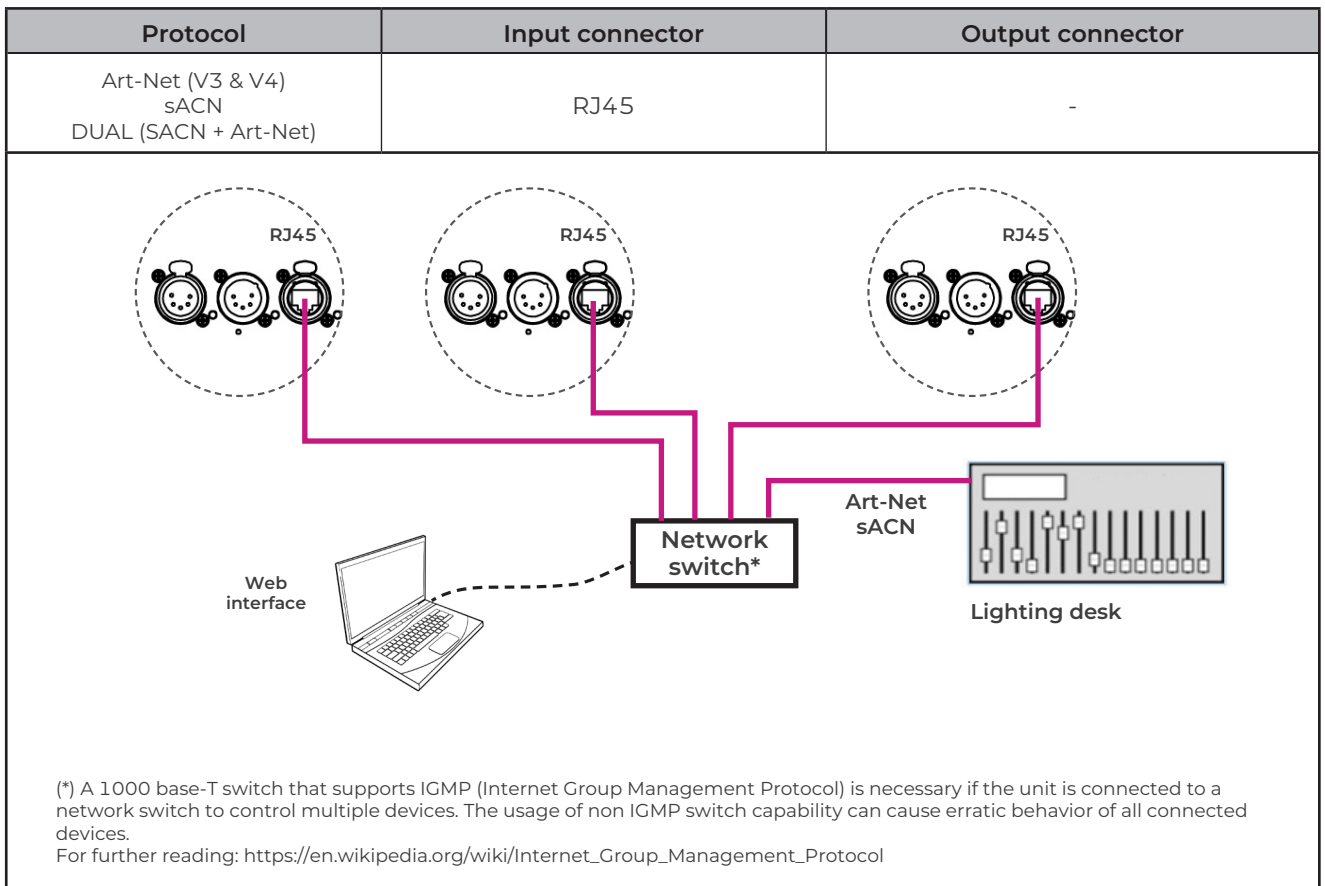 Protocol
Input connector
Output connector
Art-Net (V3 & V4)
sACN
DUAL (SACN + Art-Net)
RJ45
-
RJ45
RJ45
RJ45
Art-Net
sACN
Network
switch*
Web
interface
Lighting desk
(*) A 1000 base-T switch that supports IGMP (Internet Group Management Protocol) is necessary if the unit is connected to a
network switch to control multiple devices. The usage of non IGMP switch capability can cause erratic behavior of all connected
devices.
For further reading: https://en.wikipedia.org/wiki/Internet_Group_Management_Protocol